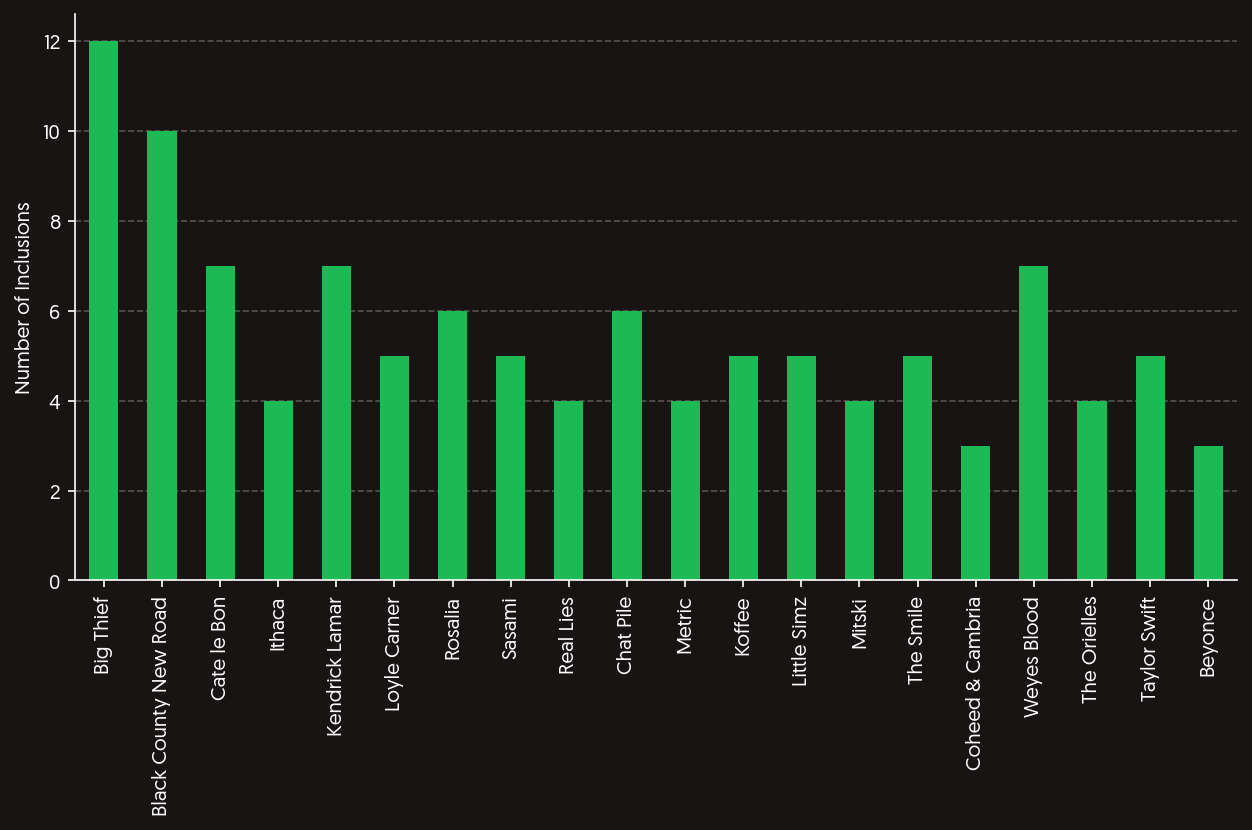 Number of Inclusions
12
10
8
6
4
2
0
Big Thief
Black County New Road
Cate le Bon
Ithaca
Kendrick Lamar
Loyle Carner
Rosalia
Sasami
Real Lies
Chat Pile
Metric
Koffee
Little Simz
Mitski
The Smile
Coheed & Cambria
Weyes Blood
The Orielles
Taylor Swift
Beyonce